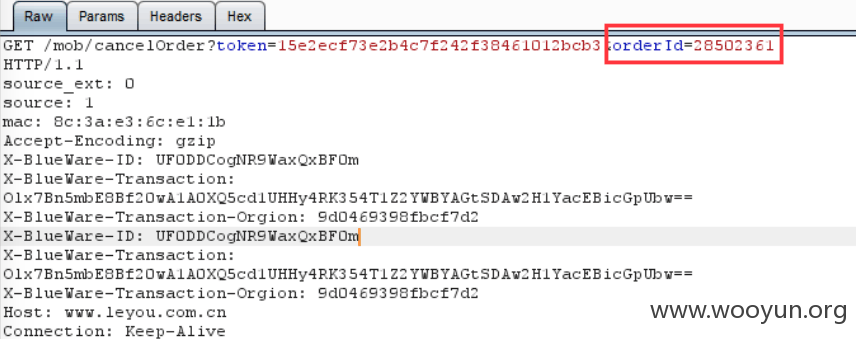 Raw Params Headers Hex
GET /mob/cancelOrder?token=15e2ecf73e2b4c7f242f38461012bcb3&orderId=28502361
HTTP/1.1
source_ext: 0
source: 1
mac: 8c:3a:e3:6c:e1:1b
Accept-Encoding: gzip
X-BlueWare-ID: UFODDCogNR9WaxQxBFOm
X-BlueWare-Transaction:
Olx7Bn5mbE8Bf2OwA1AOXQ5cd1UHHy4RK354T1Z2YWBYAGtSDAw2H1YacEBicGpUbw==
X-BlueWare-Transaction-Orgion: 9d0469398fbcf7d2
X-BlueWare-ID: UFODDCogNR9WaxQxBFOm
X-BlueWare-Transaction:
Olx7Bn5mbE8Bf2OwA1AOXQ5cd1UHHy4RK354T1Z2YWBYAGtSDAw2H1YacEBicGpUbw==
X-BlueWare-Transaction-Orgion: 9d0469398fbcf7d2
Host: www.leyou.com.cn
Connection: Keep-Alive
www.wooyun.org